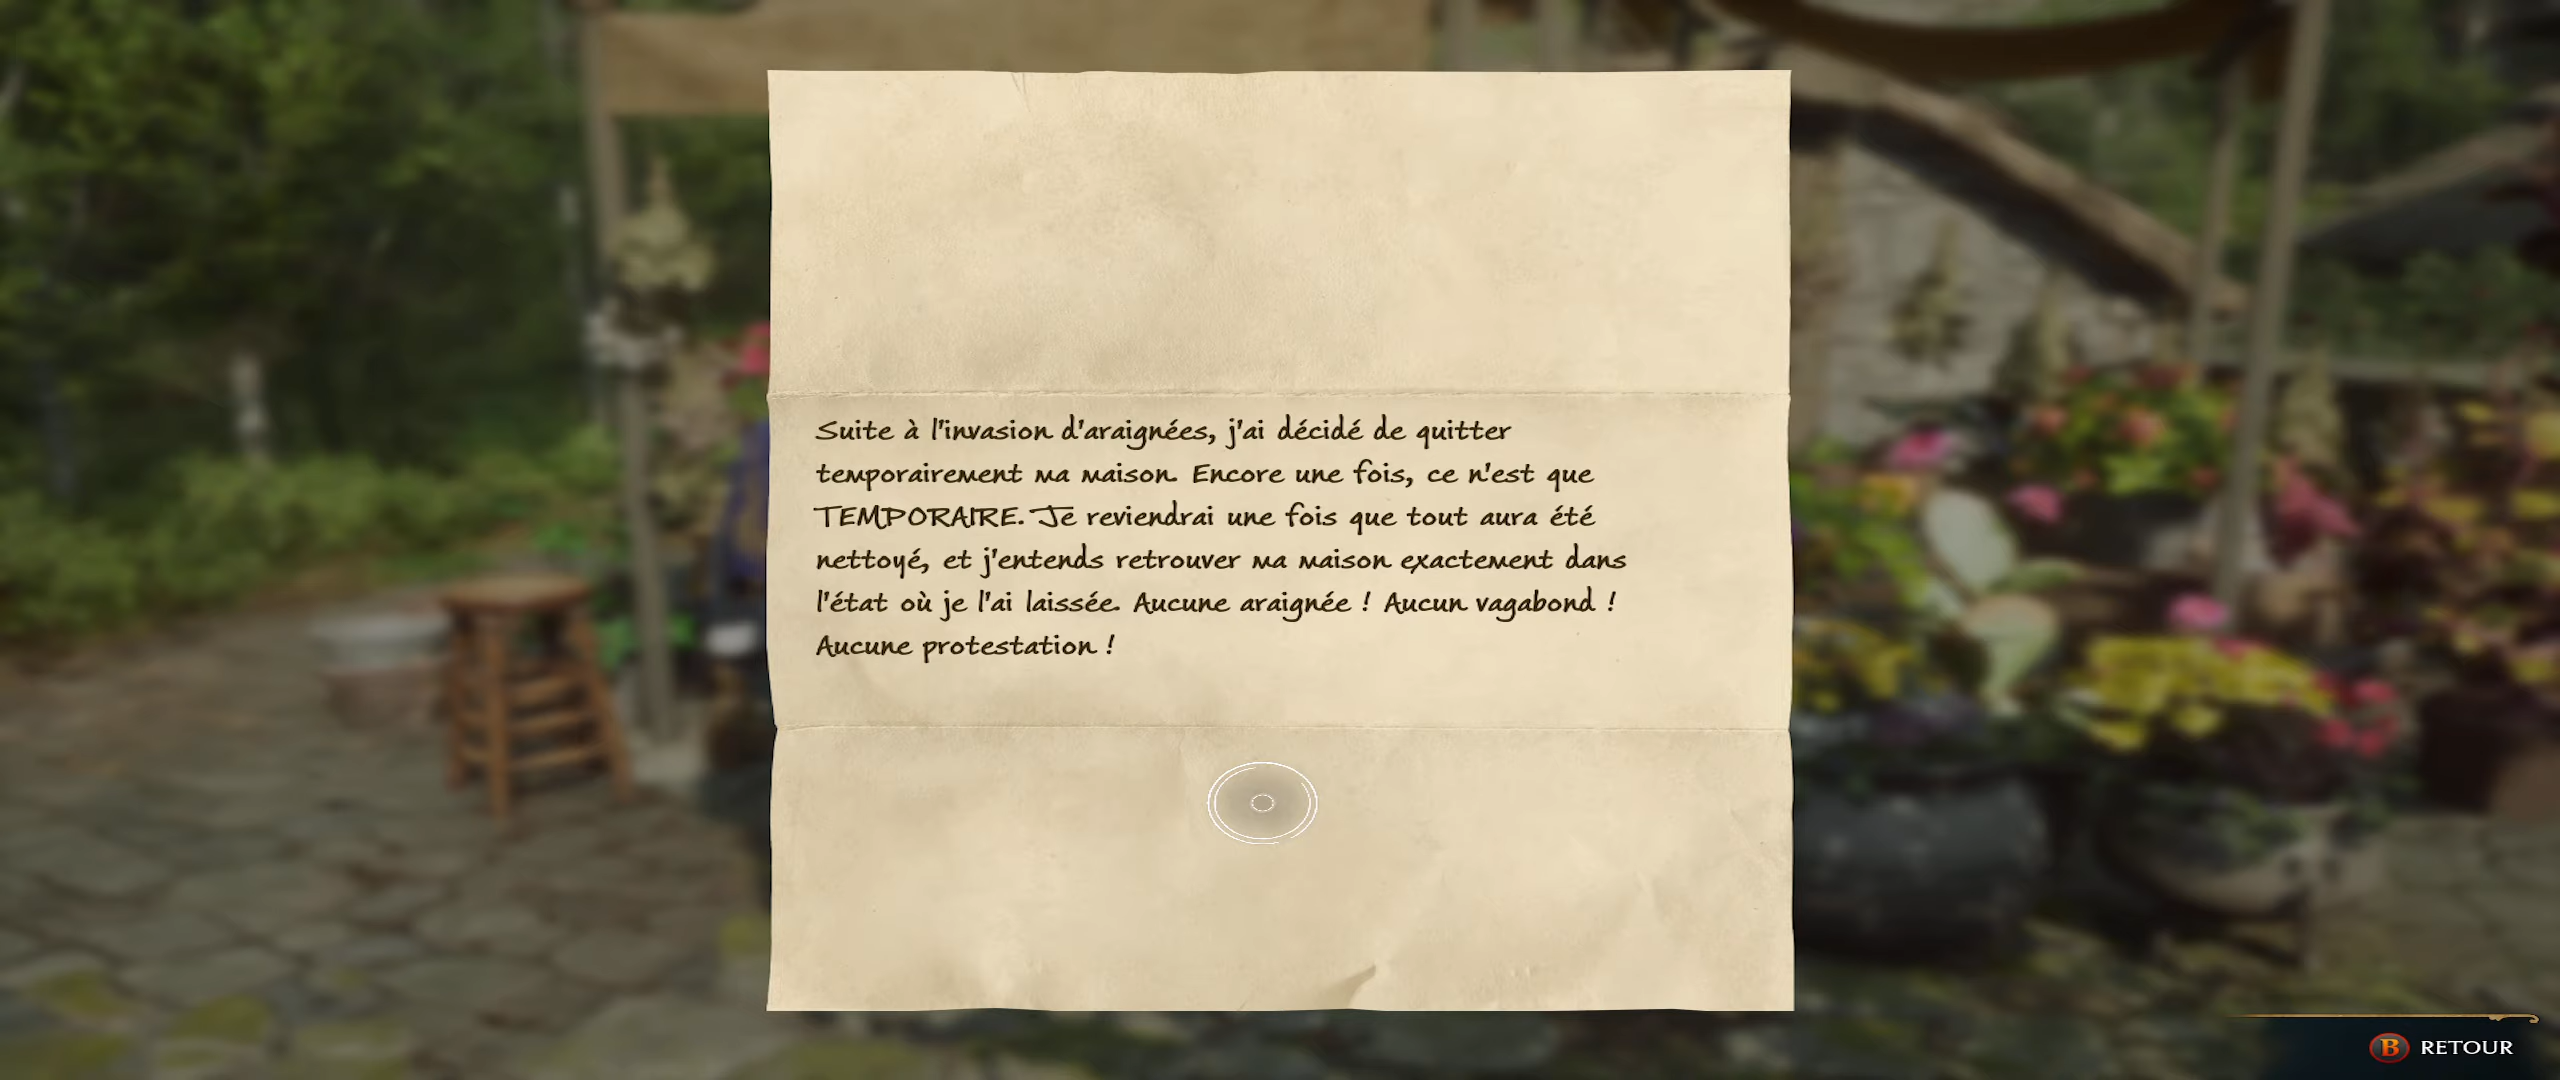 Suite à l'invasion d'araignées, j'ai décidé de quitter
temporairement ma maison. Encore une fois, ce n'est que
TEMPORAIRE. Je reviendrai une fois que tout aura été
nettoyé, et j'entends retrouver ma maison exactement dans
l'état où je l'ai laissée. Aucune araignée ! Aucun vagabond !
Aucune protestation !
B RETOUR